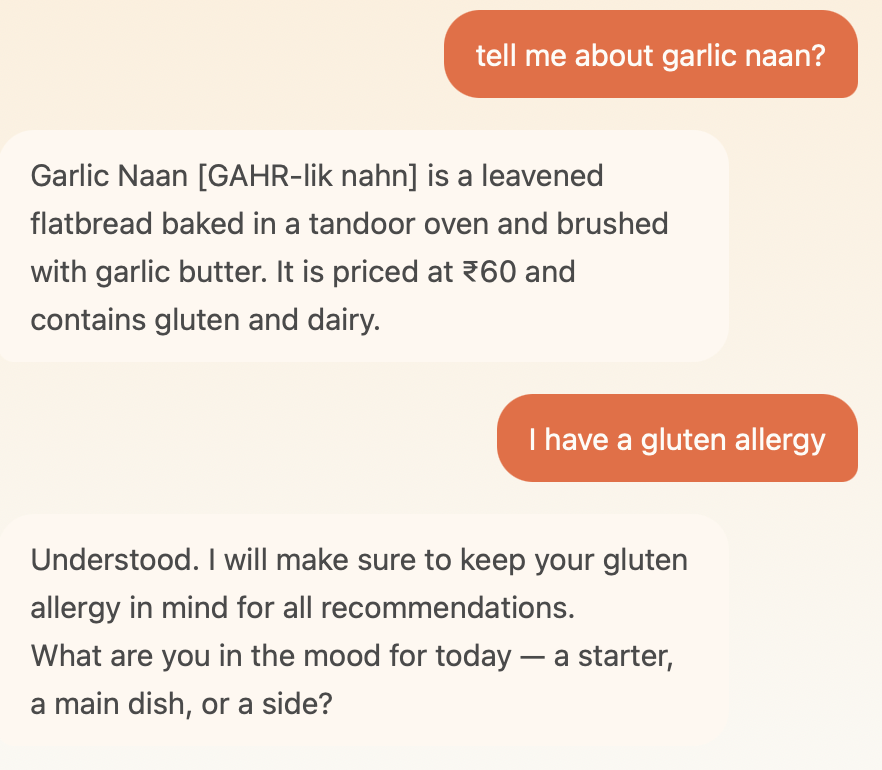 tell me about garlic naan?
Garlic Naan [GAHR-lik nahn] is a leavened
flatbread baked in a tandoor oven and brushed
with garlic butter. It is priced at ₹60 and
contains gluten and dairy.
I have a gluten allergy
Understood. I will make sure to keep your gluten
allergy in mind for all recommendations.
What are you in the mood for today — a starter,
a main dish, or a side?